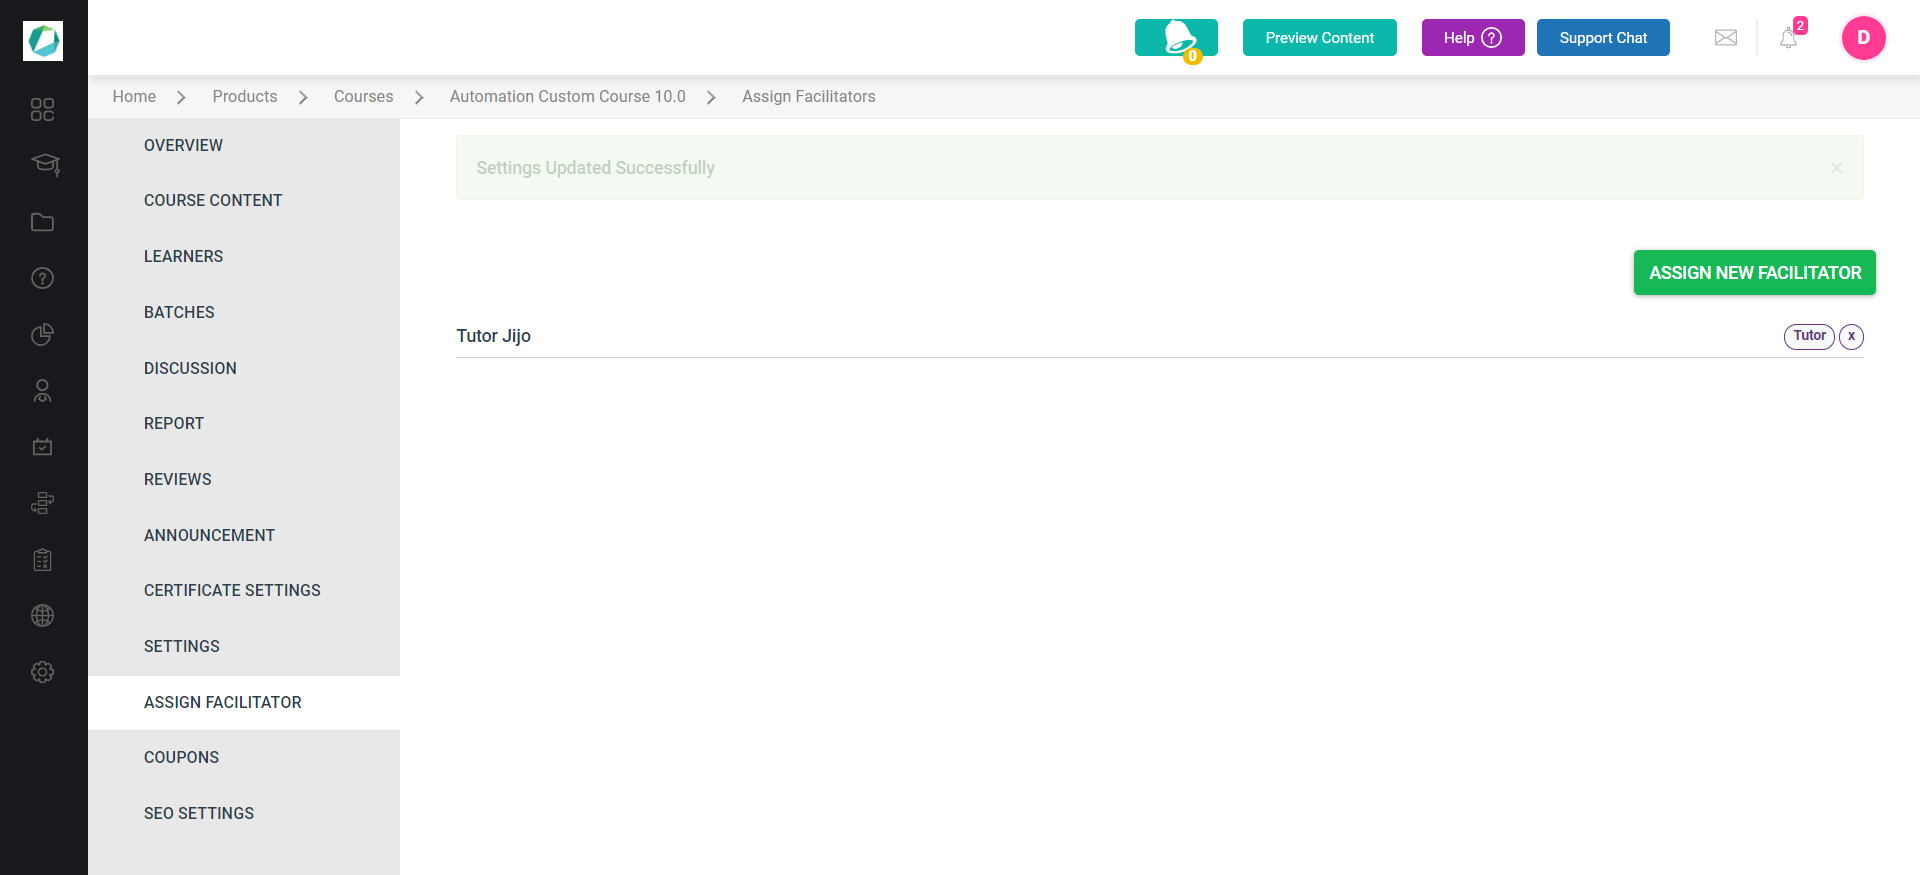 0
Preview Content
Help ?
Support Chat
2
D
Home
Products
Courses
Automation Custom Course 10.0
Assign Facilitators
OVERVIEW
COURSE CONTENT
LEARNERS
BATCHES
DISCUSSION
REPORT
REVIEWS
ANNOUNCEMENT
CERTIFICATE SETTINGS
SETTINGS
ASSIGN FACILITATOR
COUPONS
SEO SETTINGS
Settings Updated Successfully ×
ASSIGN NEW FACILITATOR
Tutor Jijo
Tutor x